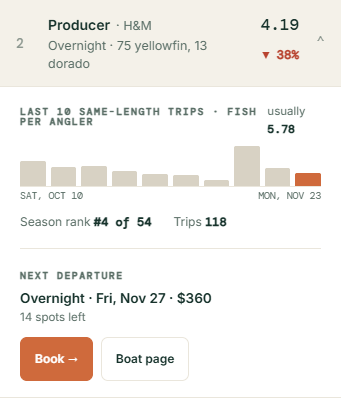 Producer · H&M 4.19
2 Overnight · 75 yellowfin, 13 ▼ 38% ^
dorado
LAST 10 SAME-LENGTH TRIPS · FISH usually
PER ANGLER 5.78
SAT, OCT 10 MON, NOV 23
Season rank #4 of 54 Trips 118
NEXT DEPARTURE
Overnight · Fri, Nov 27 · $360
14 spots left
Book → Boat page